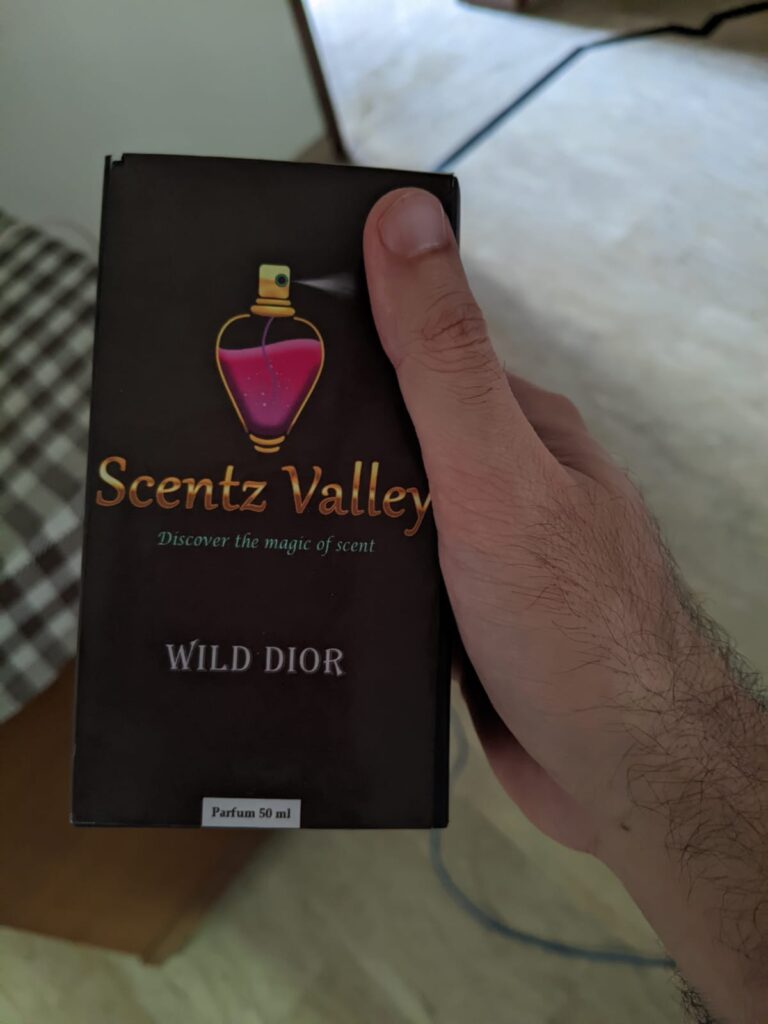 Scentz Valley
Discover the magic of scent
WILD DIOR
Parfum 50 ml